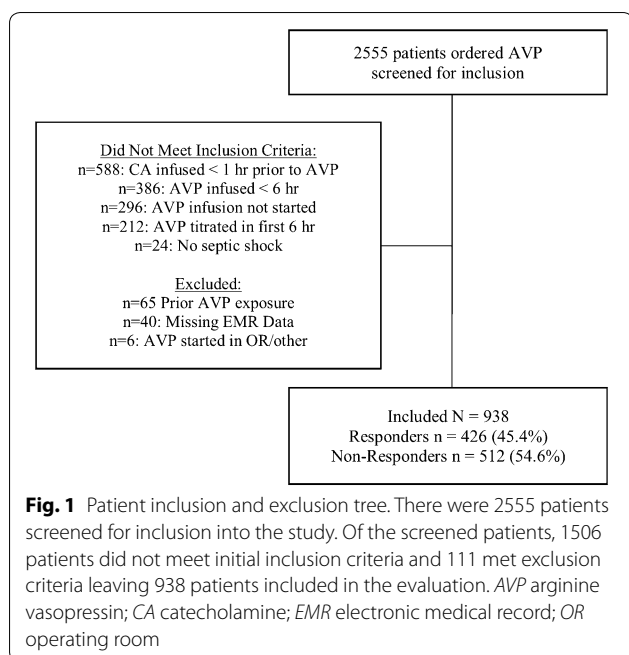 2555 patients ordered AVP
screened for inclusion
Did Not Meet Inclusion Criteria:
n=588: CA infused < 1 hr prior to AVP
n=386: AVP infused < 6 hr
n=296: AVP infusion not started
n=212: AVP titrated in first 6 hr
n=24: No septic shock
Excluded:
n=65 Prior AVP exposure
n=40: Missing EMR Data
n=6: AVP started in OR/other
Included N = 938
Responders n = 426 (45.4%)
Non-Responders n = 512 (54.6%)
Fig. 1 Patient inclusion and exclusion tree. There were 2555 patients
screened for inclusion into the study. Of the screened patients, 1506
patients did not meet initial inclusion criteria and 111 met exclusion
criteria leaving 938 patients included in the evaluation. AVP arginine
vasopressin; CA catecholamine; EMR electronic medical record; OR
operating room